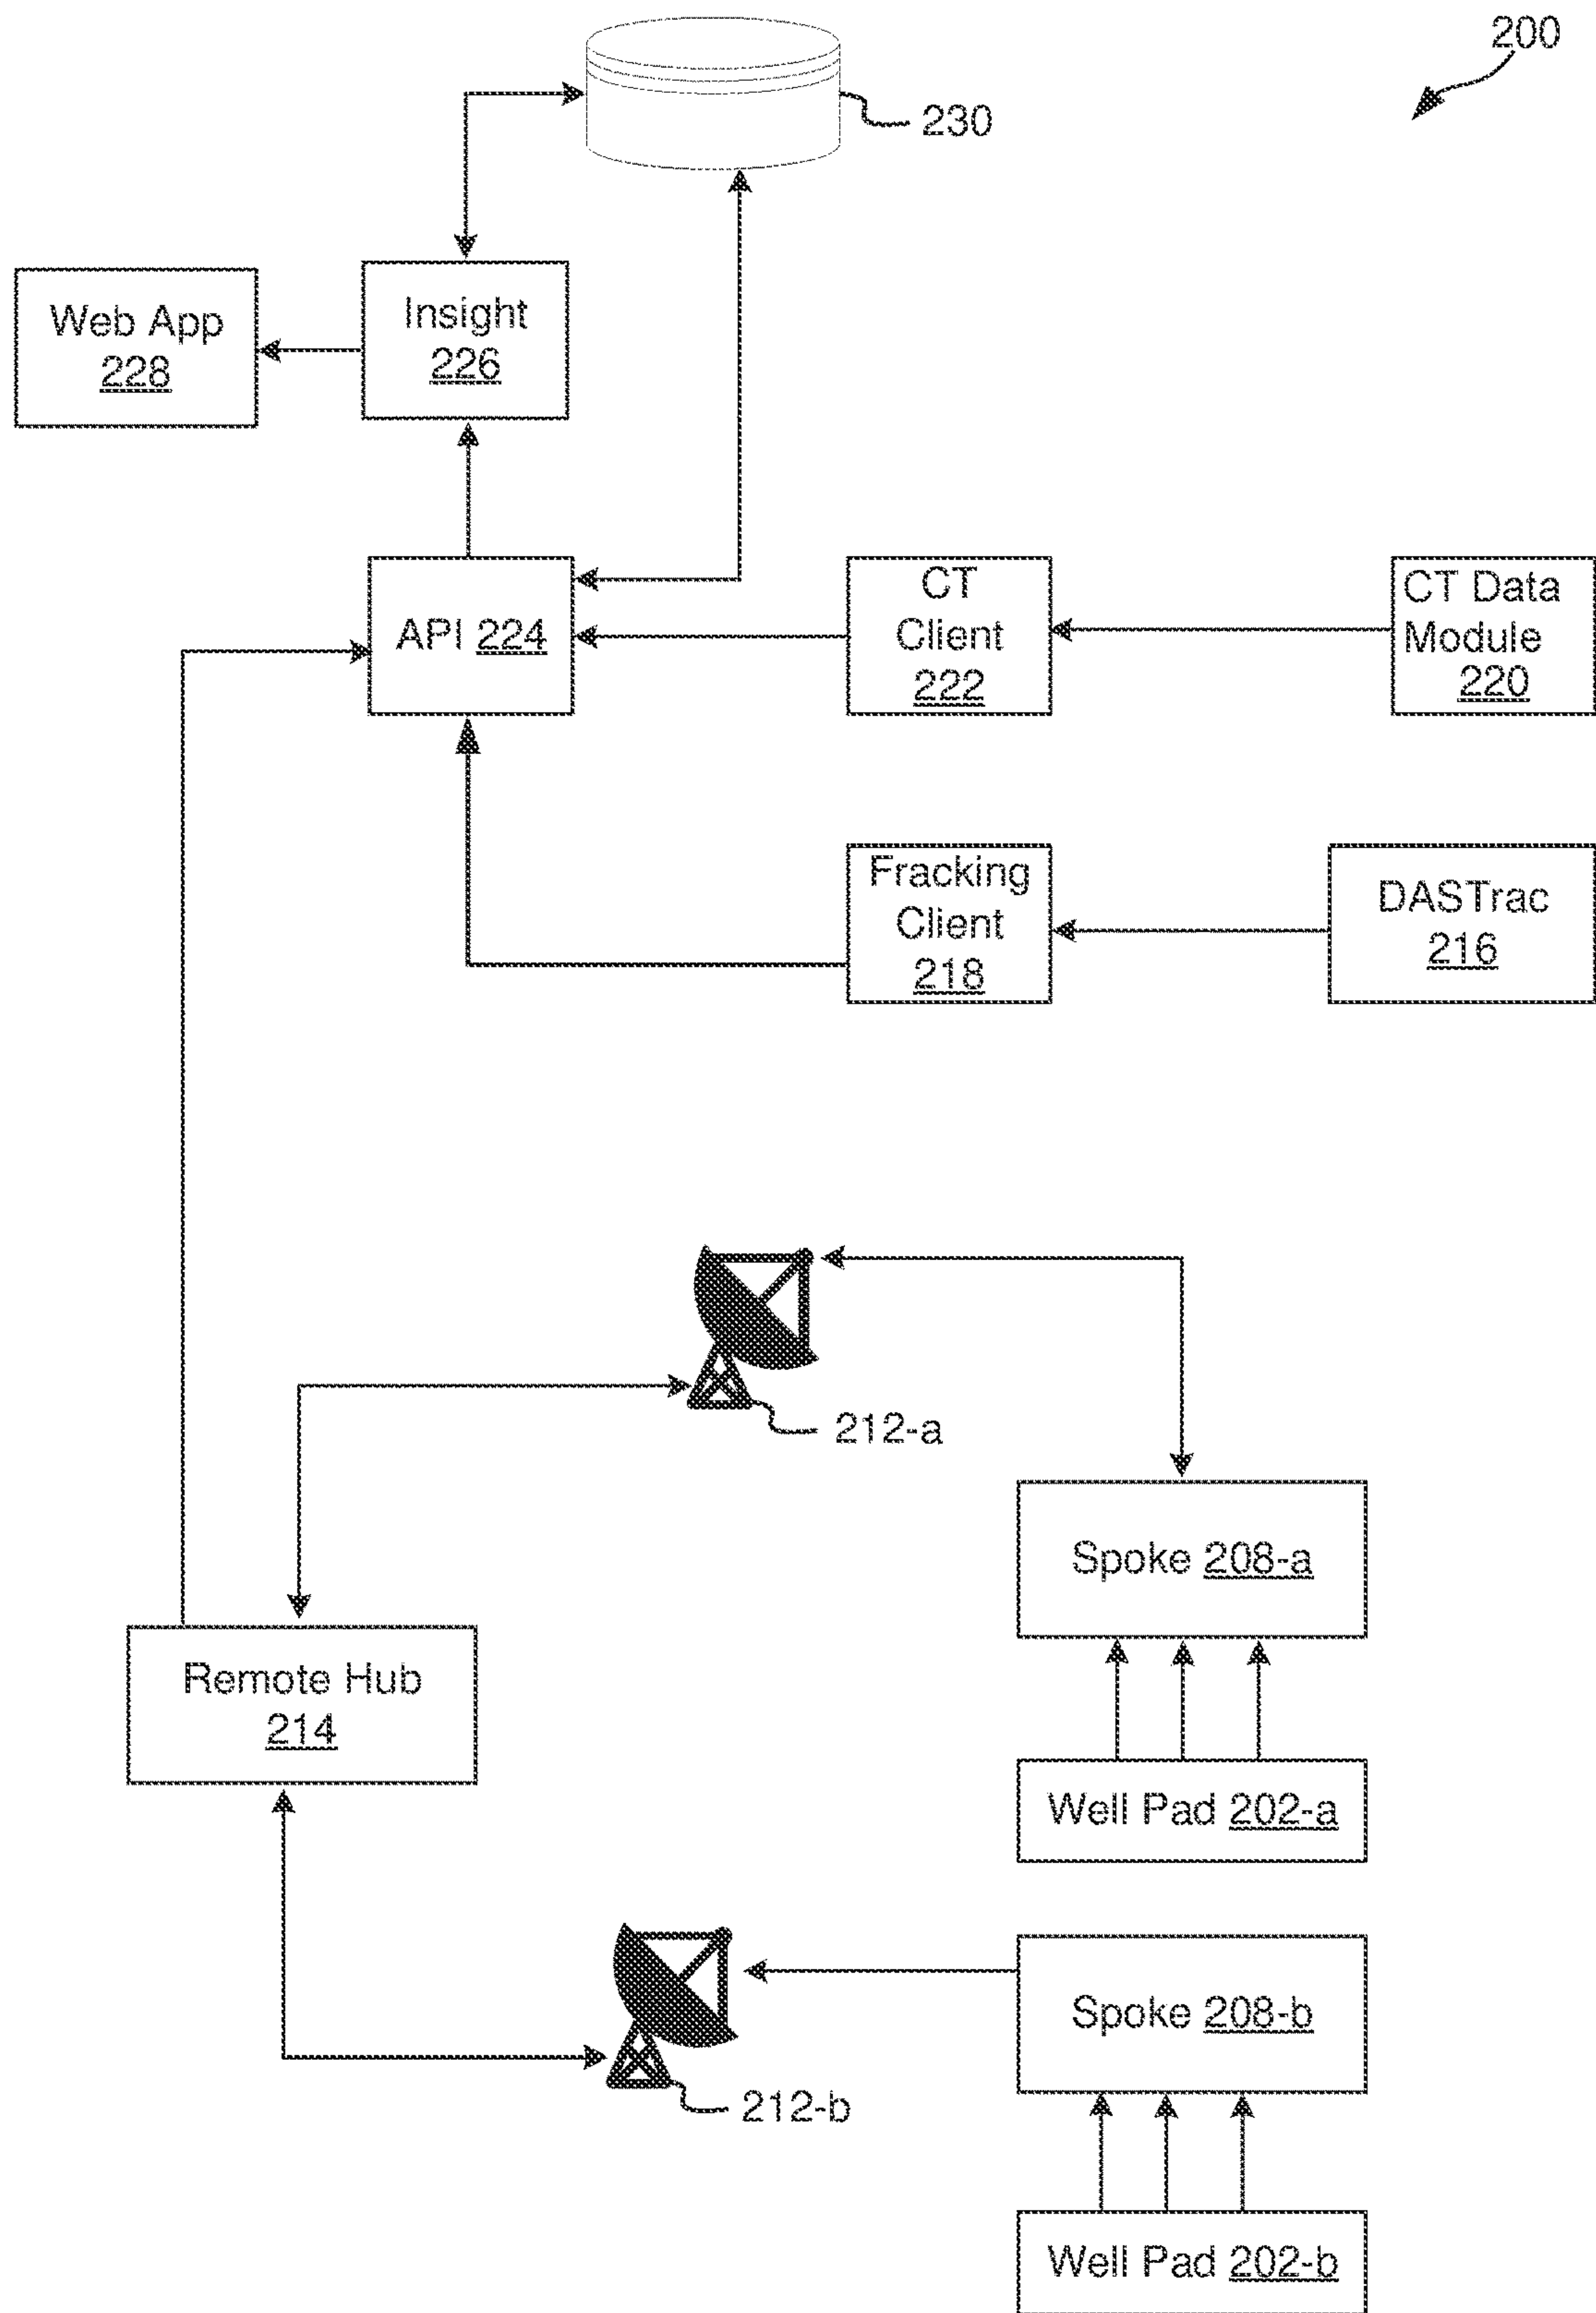 200
230
Web App
228
Insight
226
API 224
CT
Client
222
CT Data
Module
220
Fracking
Client
218
DASTrac
216
212-a
Spoke 208-a
Remote Hub
214
Well Pad 202-a
212-b
Spoke 208-b
Well Pad 202-b